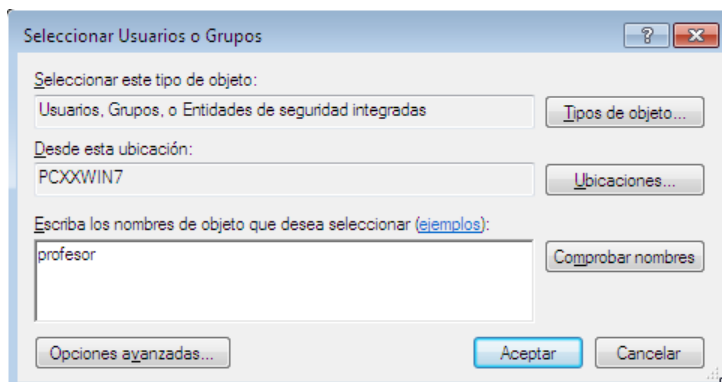 Seleccionar Usuarios o Grupos
Seleccionar este tipo de objeto:
Usuarios, Grupos, o Entidades de seguridad integradas
Tipos de objeto...
Desde esta ubicación:
PCXXWIN7
Ubicaciones...
Escriba los nombres de objeto que desea seleccionar (ejemplos):
profesor
Comprobar nombres
Opciones avanzadas...
Aceptar
Cancelar